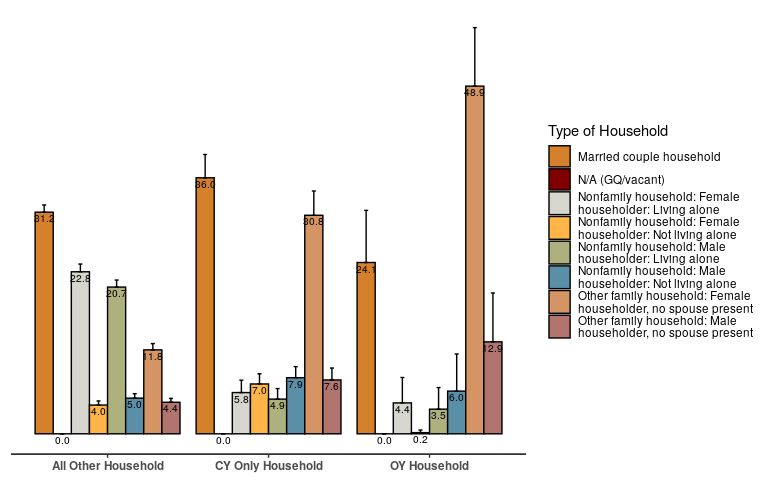 31.2
0.0
22.8
4.0
20.7
5.0
11.8
4.4
36.0
0.0
5.8
7.0
4.9
7.9
30.8
7.6
24.1
0.0
4.4
0.2
3.5
6.0
48.9
12.9
All Other Household
CY Only Household
OY Household
Type of Household
Married couple household
N/A (GQ/vacant)
Nonfamily household: Female
householder: Living alone
Nonfamily household: Female
householder: Not living alone
Nonfamily household: Male
householder: Living alone
Nonfamily household: Male
householder: Not living alone
Other family household: Female
householder, no spouse present
Other family household: Male
householder, no spouse present